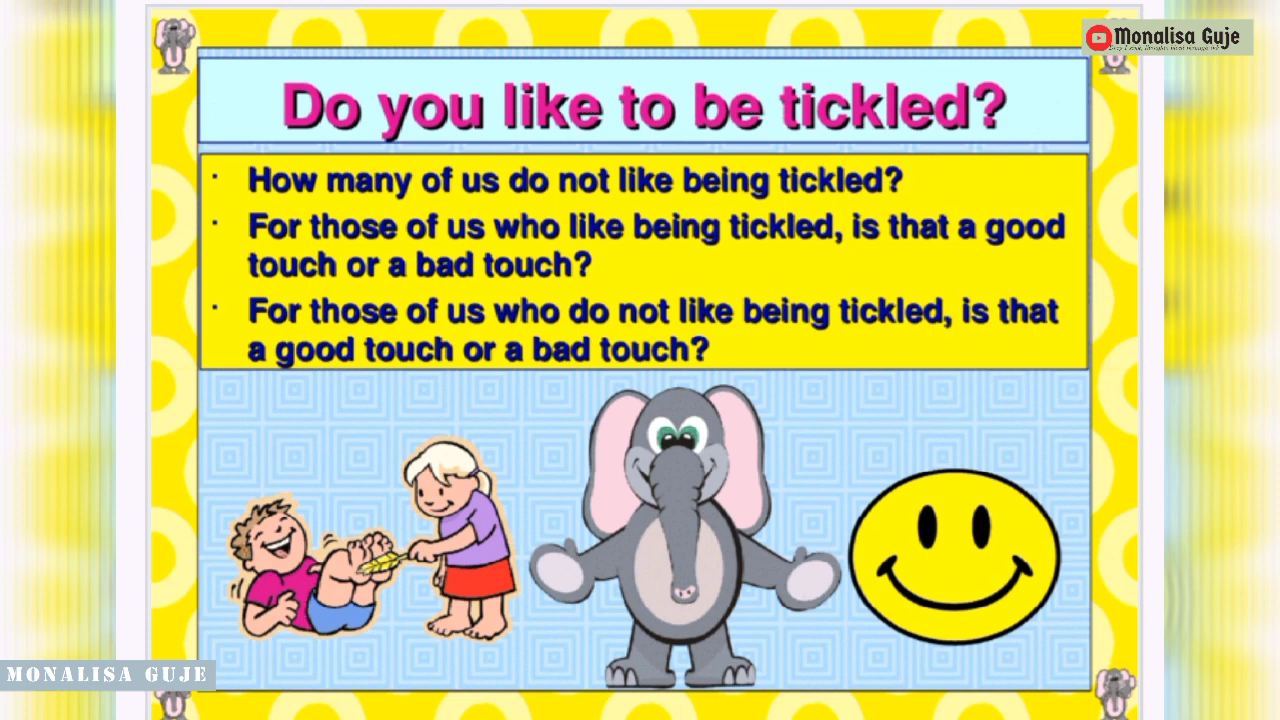 Monalisa Guje
Do you like to be tickled?
· How many of us do not like being tickled?
· For those of us who like being tickled, is that a good
touch or a bad touch?
· For those of us who do not like being tickled, is that
a good touch or a bad touch?
MONALISA GUJE